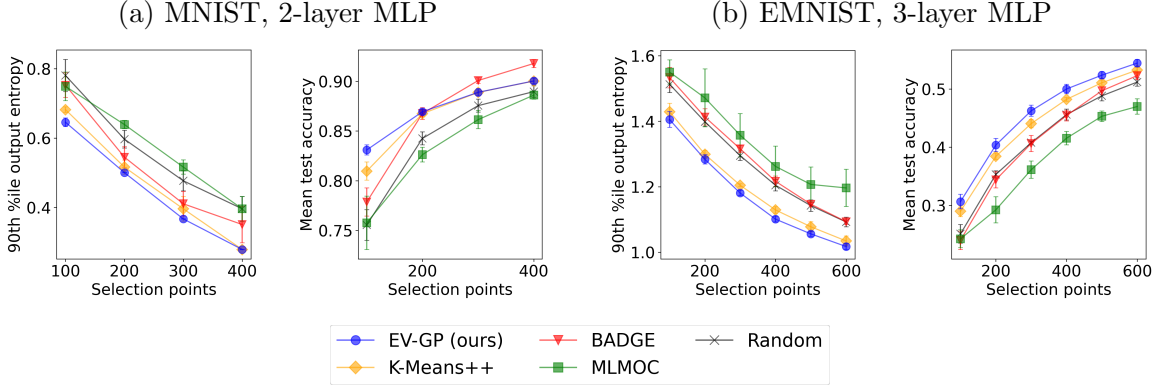 (a) MNIST, 2-layer MLP
(b) EMNIST, 3-layer MLP
90th %ile output entropy
0.8
0.6
0.4
100 200 300 400
Selection points
Mean test accuracy
0.90
0.85
0.80
0.75
200 400
Selection points
90th %ile output entropy
1.6
1.4
1.2
1.0
200 400 600
Selection points
Mean test accuracy
0.5
0.4
0.3
200 400 600
Selection points
EV-GP (ours) BADGE Random
K-Means++ MLMOC